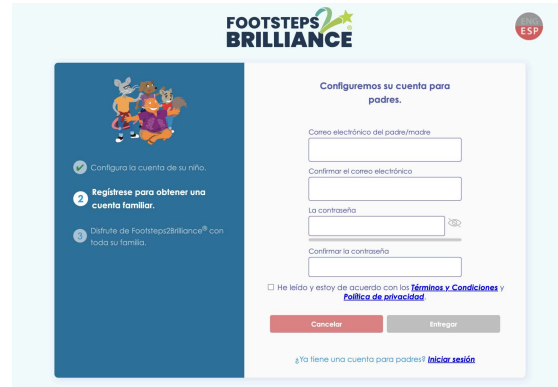 FOOTSTEPS2
BRILLIANCE
ENG
ESP
Configura la cuenta de su niño.
2
Regístrese para obtener una
cuenta familiar.
3
Disfrute de Footsteps2Brilliance® con
toda su familia.
Configuremos su cuenta para
padres.
Correo electrónico del padre/madre
Confirmar el correo electrónico
La contraseña
Confirmar la contraseña
He leído y estoy de acuerdo con los Términos y Condiciones y
Política de privacidad.
Cancelar
Entregar
¿Ya tiene una cuenta para padres? Iniciar sesión